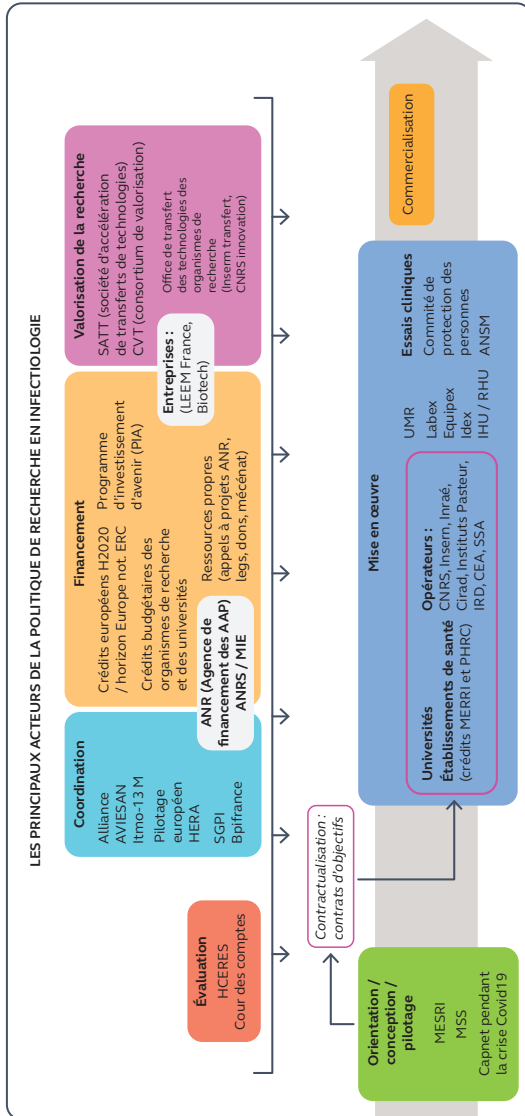 LES PRINCIPAUX ACTEURS DE LA POLITIQUE DE RECHERCHE EN INFECTIOLOGIE
Évaluation
HCERES
Cour des comptes
Coordination
Alliance
AVIESAN
Itmo-13 M
Pilotage
européen
HERA
SGPI
Bpifrance
Financement
Crédits européens H2020
/ horizon Europe not. ERC
Crédits budgétaires des
organismes de recherche
et des universités
Programme
d'investissement
d'avenir (PIA)
Ressources propres
(appels à projets ANR,
legs, dons, mécénat)
ANR (Agence de
financement des AAP)
ANRS / MIE
Entreprises :
(LEEM France,
Biotech)
Valorisation de la recherche
SATT (société d'accélération
de transferts de technologies)
CVT (consortium de valorisation)
Office de transfert
des technologies des
organismes de
recherche
(Inserm transfert,
CNRS innovation)
Orientation /
conception /
pilotage
MESRI
MSS
Capnet pendant
la crise Covid19
Contractualisation :
contrats d'objectifs
Mise en œuvre
Universités
Établissements de santé
(crédits MERRI et PHRC)
Opérateurs :
CNRS, Insern, Inraé,
Cirad, Instituts Pasteur,
IRD, CEA, SSA
UMR
Labex
Equipex
Idex
IHU / RHU
Essais cliniques
Commité de
protection des
personnes
ANSM
Commercialisation